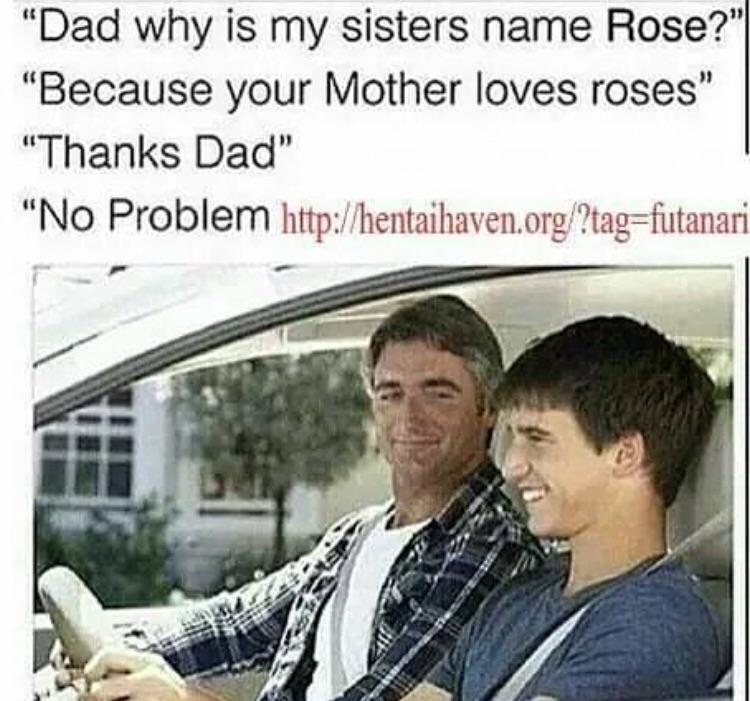 “Dad why is my sisters name Rose?”
“Because your Mother loves roses”
“Thanks Dad”
“No Problem http://hentaihaven.org/?tag=futanari